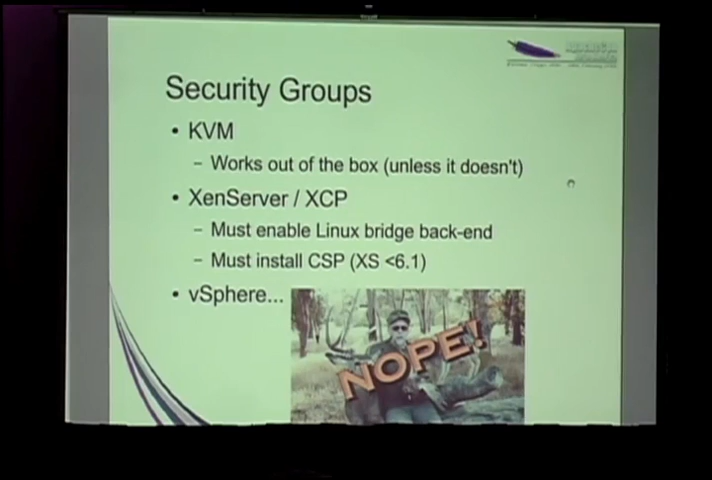 Security Groups
• KVM
– Works out of the box (unless it doesn't)
• XenServer / XCP
– Must enable Linux bridge back-end
– Must install CSP (XS <6.1)
• vSphere...
NOPE!